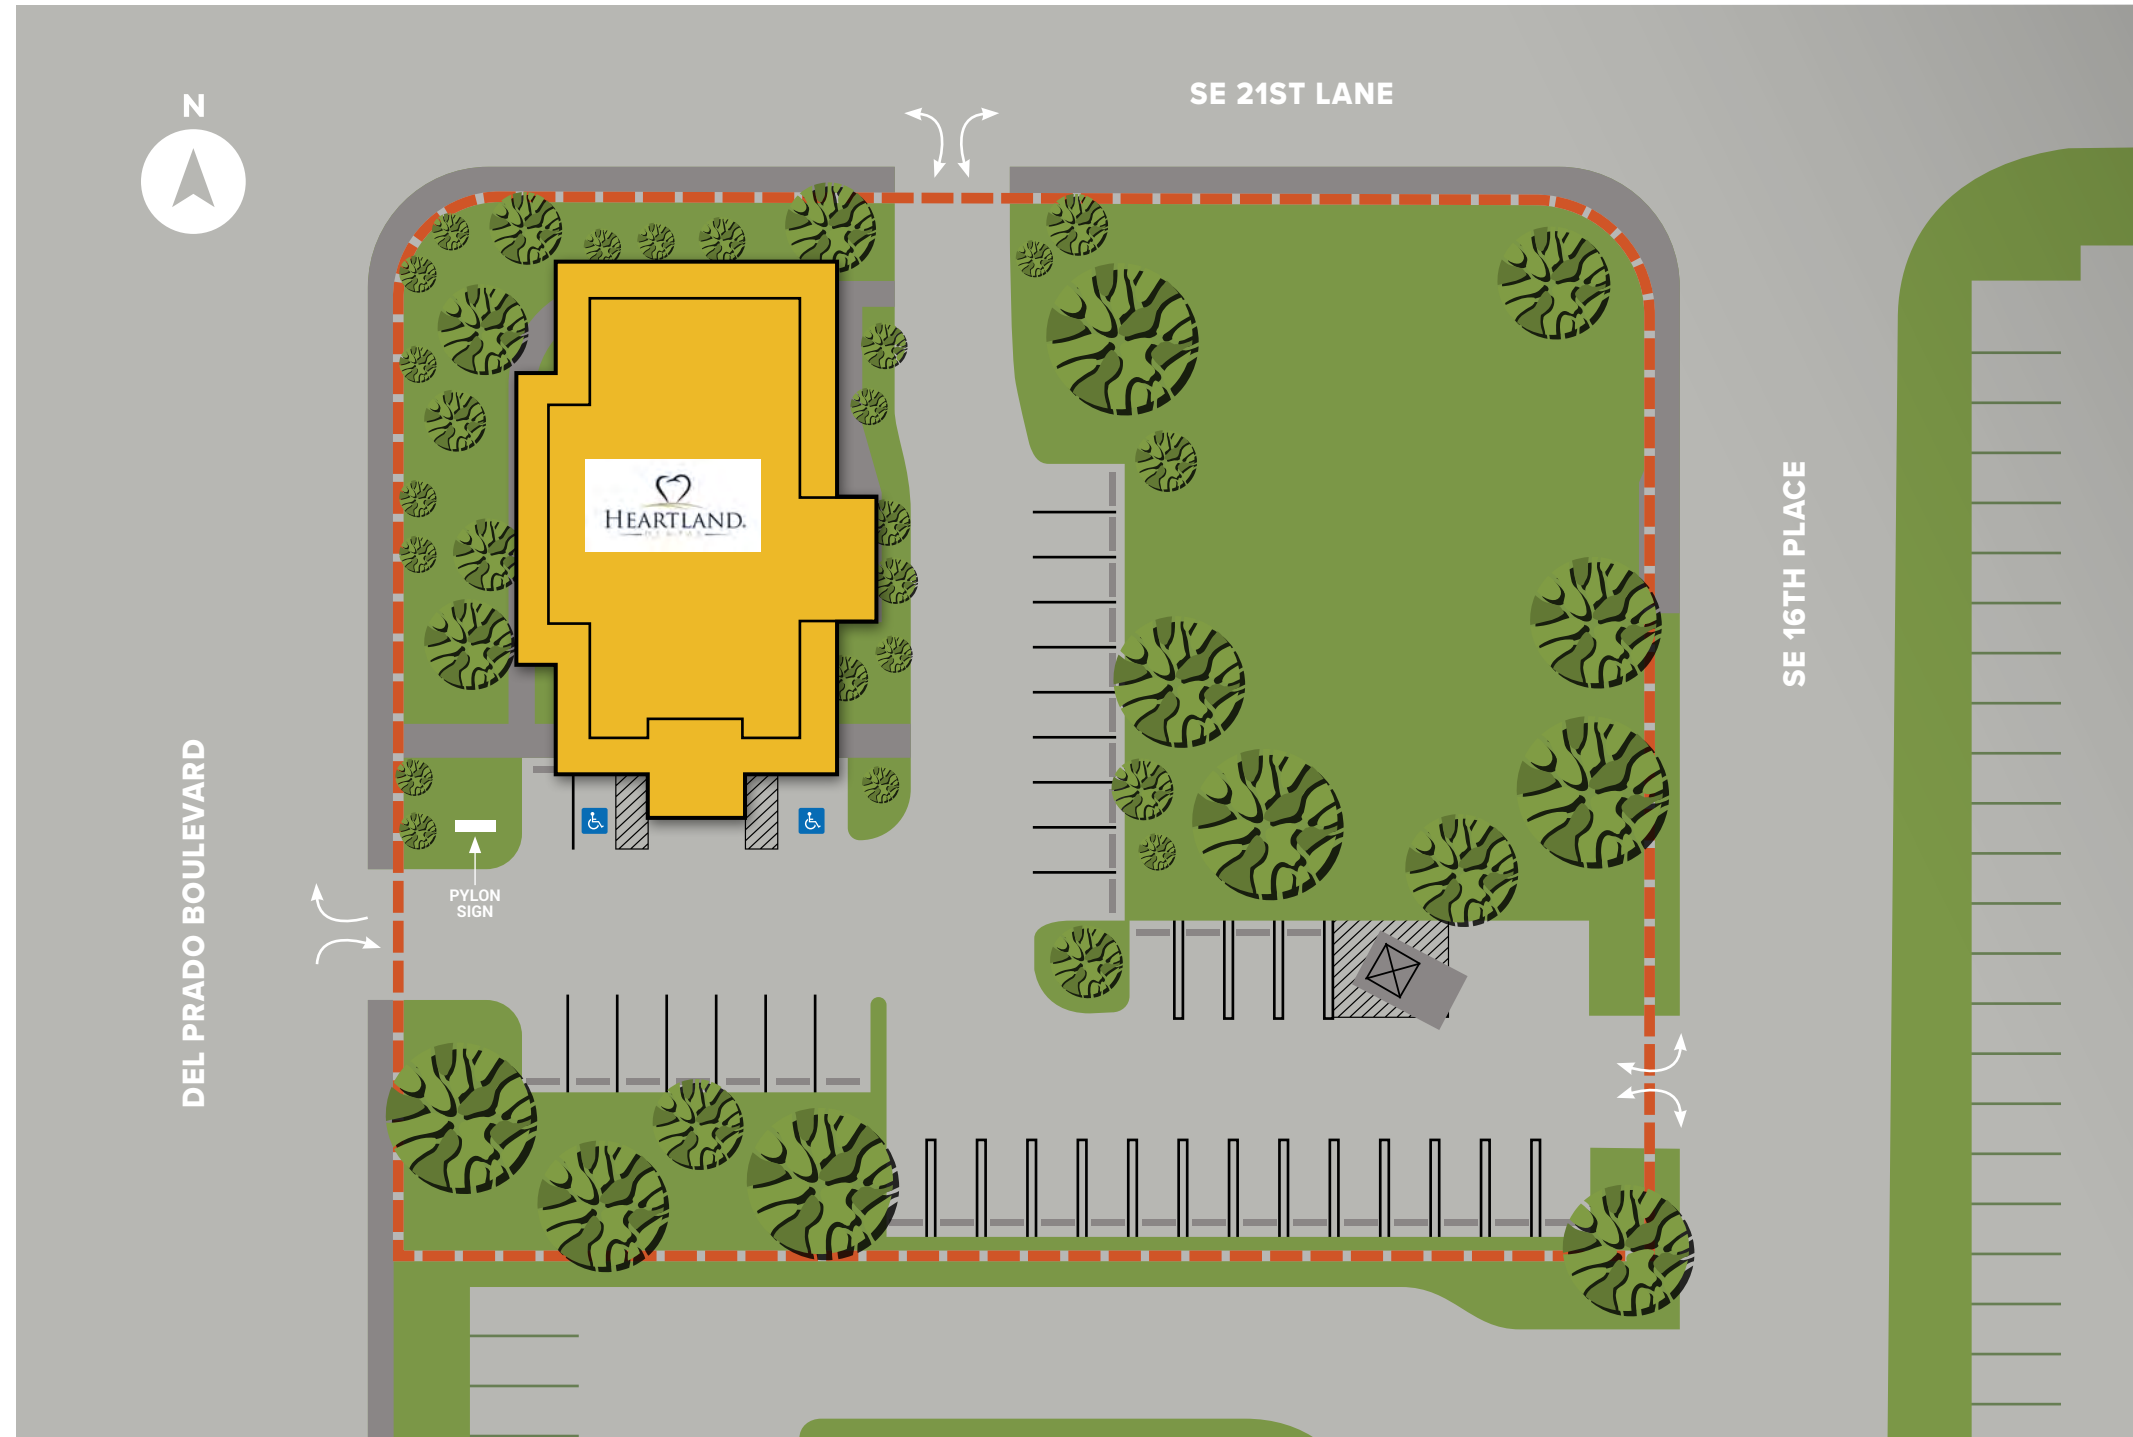 N
SE 21ST LANE
HEARTLAND.
SE 16TH PLACE
DEL PRADO BOULEVARD
PYLON
SIGN